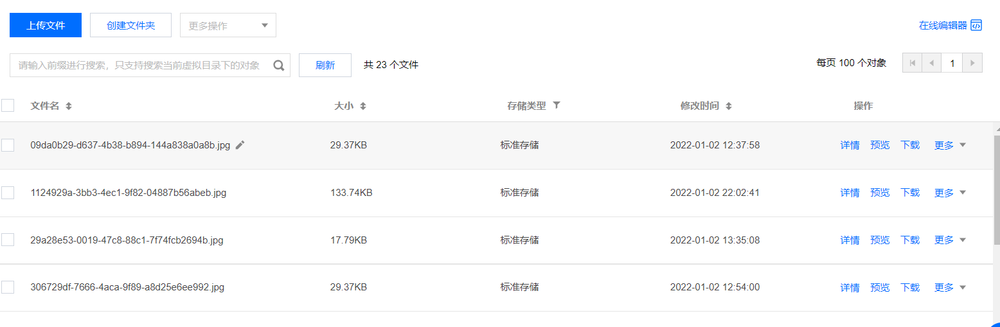 上传文件 创建文件夹 更多操作 在线编辑器
请输入前缀进行搜索，只支持搜索当前虚拟目录下的对象 刷新 共 23 个文件 每页 100 个对象 1
文件名 大小 存储类型 修改时间 操作
09da0b29-d637-4b38-b894-144a838a0a8b.jpg 29.37KB 标准存储 2022-01-02 12:37:58 详情 预览 下载 更多
1124929a-3bb3-4ec1-9f82-04887b56abeb.jpg 133.74KB 标准存储 2022-01-02 22:02:41 详情 预览 下载 更多
29a28e53-0019-47c8-88c1-7f74fcb2694b.jpg 17.79KB 标准存储 2022-01-02 13:35:08 详情 预览 下载 更多
306729df-7666-4aca-9f89-a8d25e6ee992.jpg 29.37KB 标准存储 2022-01-02 12:54:00 详情 预览 下载 更多